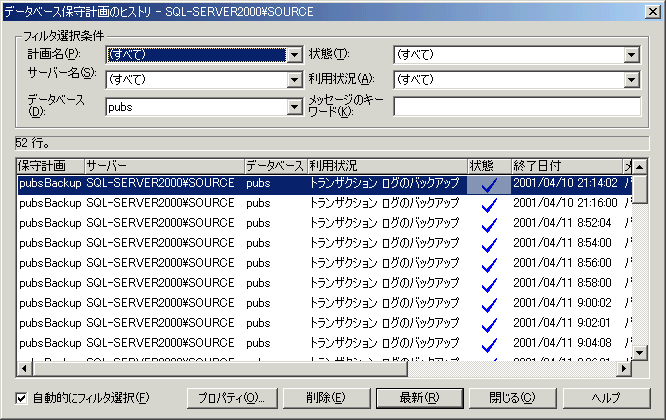 データベース保守計画のヒストリ - SQL-SERVER2000¥SOURCE
フィルタ選択条件
計画名(P): (すべて) 状態(T): (すべて)
サーバー名(S): (すべて) 利用状況(A): (すべて)
データベース(D): pubs メッセージのキーワード(K):
52 行。
保守計画 サーバー データベース 利用状況 状態 終了日付
pubsBackup SQL-SERVER2000¥SOURCE pubs トランザクション ログのバックアップ 2001/04/10 21:14:02
pubsBackup SQL-SERVER2000¥SOURCE pubs トランザクション ログのバックアップ 2001/04/10 21:16:00
pubsBackup SQL-SERVER2000¥SOURCE pubs トランザクション ログのバックアップ 2001/04/11 8:52:04
pubsBackup SQL-SERVER2000¥SOURCE pubs トランザクション ログのバックアップ 2001/04/11 8:54:00
pubsBackup SQL-SERVER2000¥SOURCE pubs トランザクション ログのバックアップ 2001/04/11 8:56:00
pubsBackup SQL-SERVER2000¥SOURCE pubs トランザクション ログのバックアップ 2001/04/11 8:58:00
pubsBackup SQL-SERVER2000¥SOURCE pubs トランザクション ログのバックアップ 2001/04/11 9:00:02
pubsBackup SQL-SERVER2000¥SOURCE pubs トランザクション ログのバックアップ 2001/04/11 9:02:01
pubsBackup SQL-SERVER2000¥SOURCE pubs トランザクション ログのバックアップ 2001/04/11 9:04:08
自動的にフィルタ選択(F) プロパティ(O)... 削除(E) 最新(R) 閉じる(C) ヘルプ